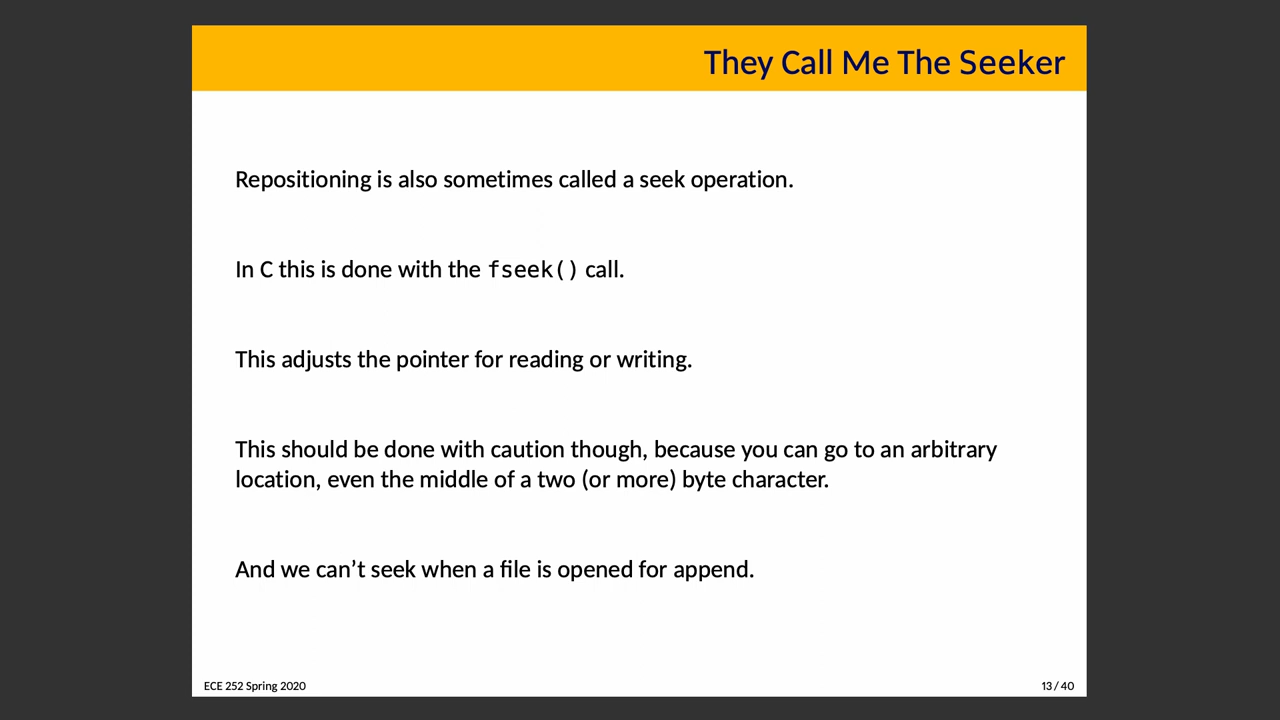 They Call Me The Seeker
Repositioning is also sometimes called a seek operation.
In C this is done with the fseek() call.
This adjusts the pointer for reading or writing.
This should be done with caution though, because you can go to an arbitrary
location, even the middle of a two (or more) byte character.
And we can’t seek when a file is opened for append.
ECE 252 Spring 2020
13 / 40